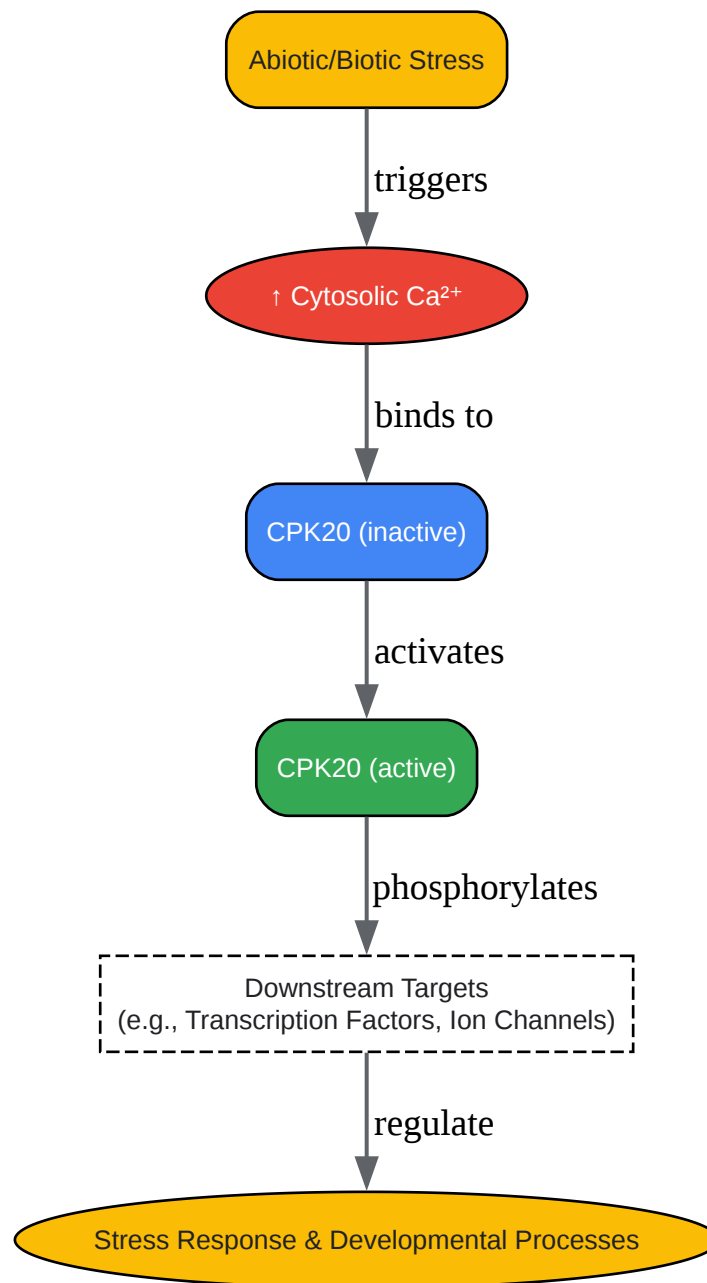 Abiotic/Biotic Stress
triggers
↑ Cytosolic Ca²⁺
binds to
CPK20 (inactive)
activates
CPK20 (active)
phosphorylates
Downstream Targets
(e.g., Transcription Factors, Ion Channels)
regulate
Stress Response & Developmental Processes